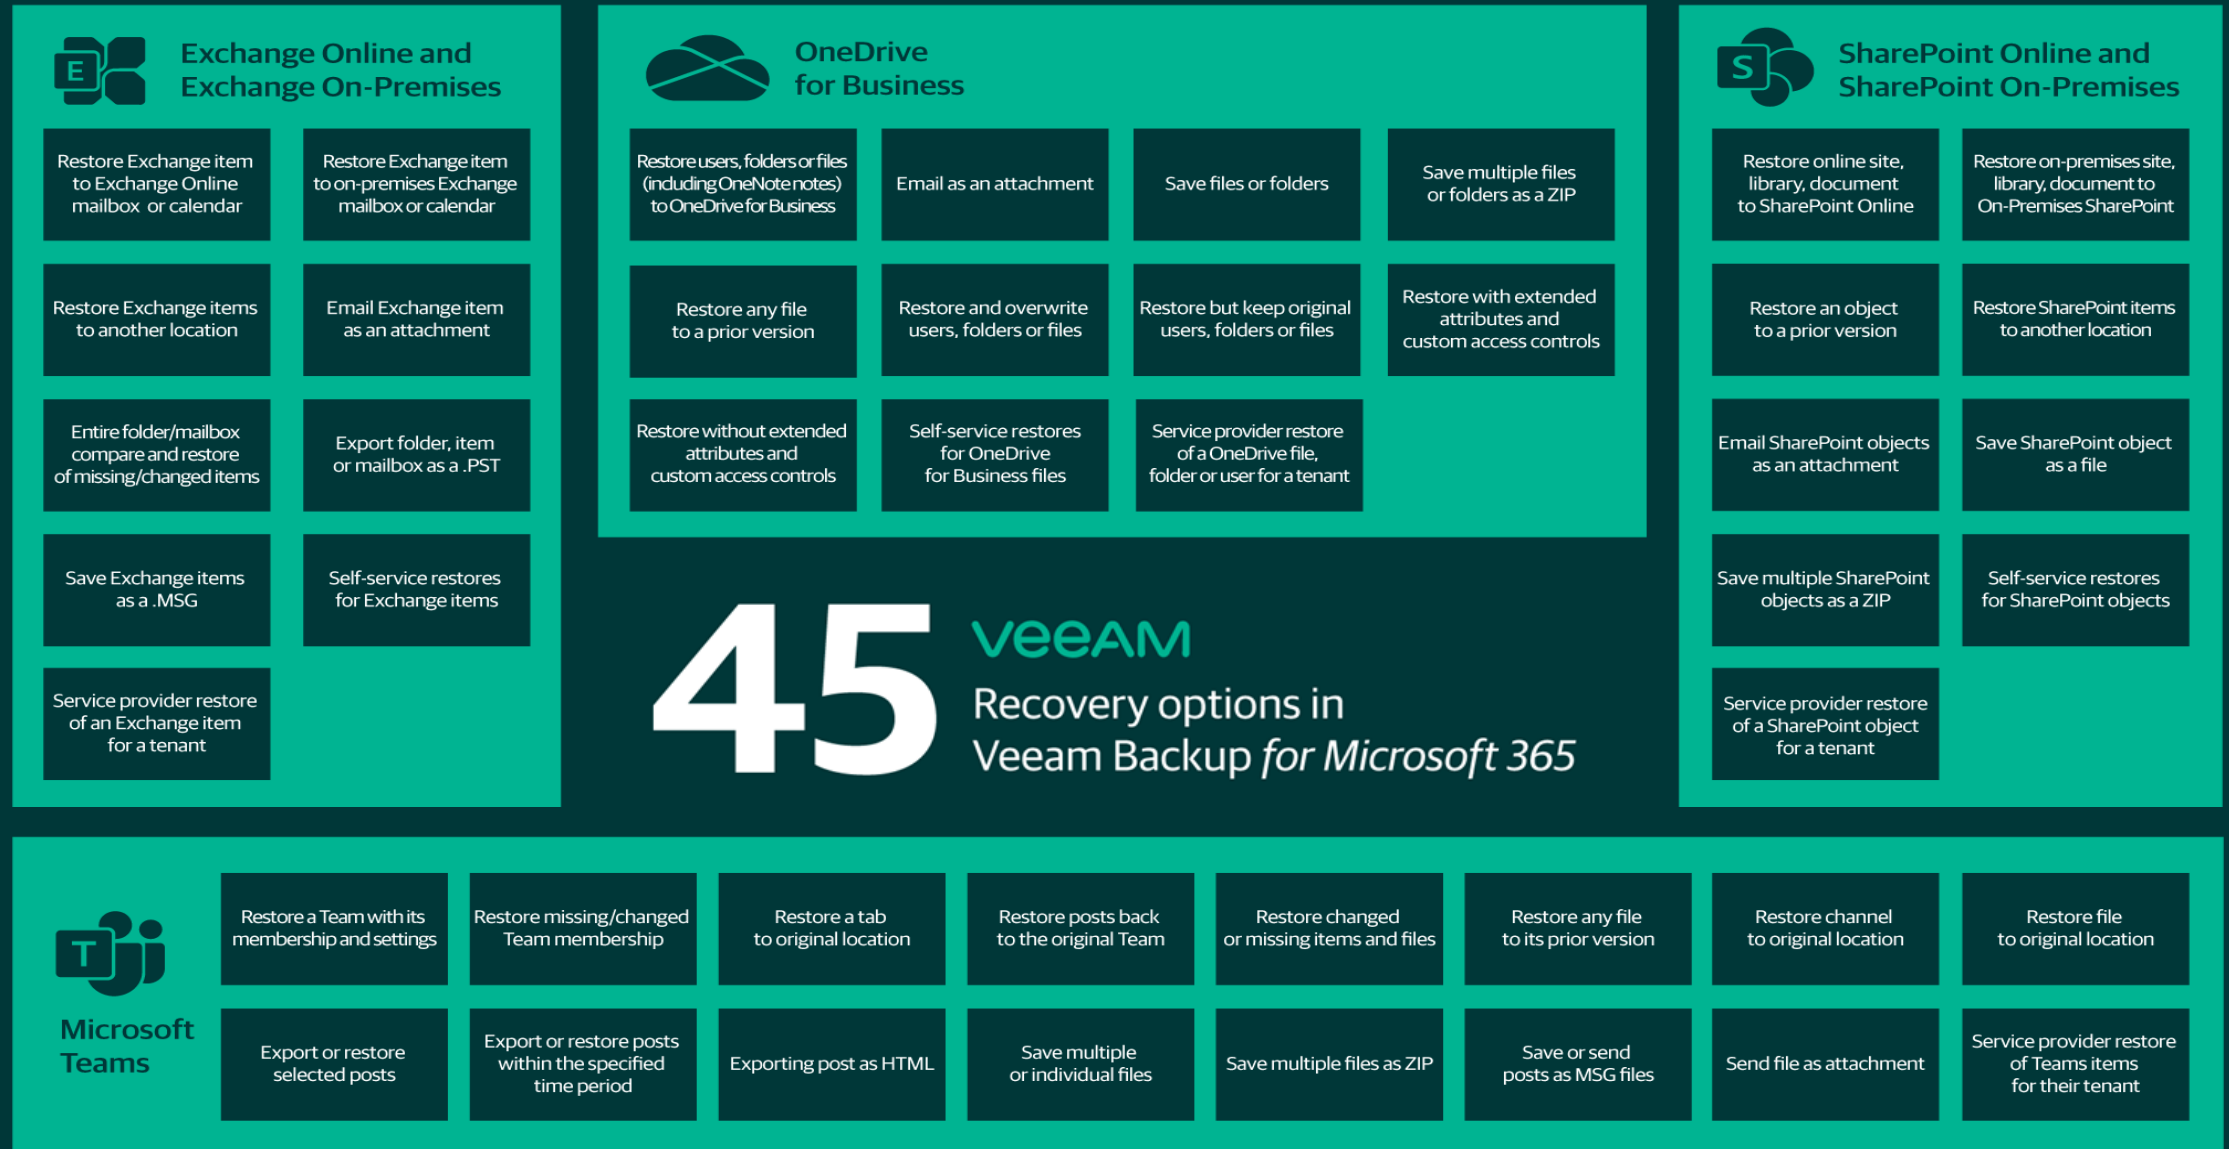 E
Exchange Online and
Exchange On-Premises
Restore Exchange item
to Exchange Online
mailbox or calendar
Restore Exchange item
to on-premises Exchange
mailbox or calendar
Restore Exchange items
to another location
Email Exchange item
as an attachment
Entire folder/mailbox
compare and restore
of missing/changed items
Export folder, item
or mailbox as a .PST
Save Exchange items
as a .MSG
Self-service restores
for Exchange items
Service provider restore
of an Exchange item
for a tenant
OneDrive
for Business
Restore users, folders or files
(including OneNote notes)
to OneDrive for Business
Email as an attachment
Save files or folders
Save multiple files
or folders as a ZIP
Restore any file
to a prior version
Restore and overwrite
users, folders or files
Restore but keep original
users, folders or files
Restore with extended
attributes and
custom access controls
Restore without extended
attributes and
custom access controls
Self-service restores
for OneDrive
for Business files
Service provider restore
of a OneDrive file,
folder or user for a tenant
S
SharePoint Online and
SharePoint On-Premises
Restore online site,
library, document
to SharePoint Online
Restore on-premises site,
library, document to
On-Premises SharePoint
Restore an object
to a prior version
Restore SharePoint items
to another location
Email SharePoint objects
as an attachment
Save SharePoint object
as a file
Save multiple SharePoint
objects as a ZIP
Self-service restores
for SharePoint objects
Service provider restore
of a SharePoint object
for a tenant
45
veeAM
Recovery options in
Veeam Backup for Microsoft 365
T
Microsoft
Teams
Restore a Team with its
membership and settings
Restore missing/changed
Team membership
Restore a tab
to original location
Restore posts back
to the original Team
Restore changed
or missing items and files
Restore any file
to its prior version
Restore channel
to original location
Restore file
to original location
Export or restore
selected posts
Export or restore posts
within the specified
time period
Exporting post as HTML
Save multiple
or individual files
Save multiple files as ZIP
Save or send
posts as MSG files
Send file as attachment
Service provider restore
of Teams items
for their tenant